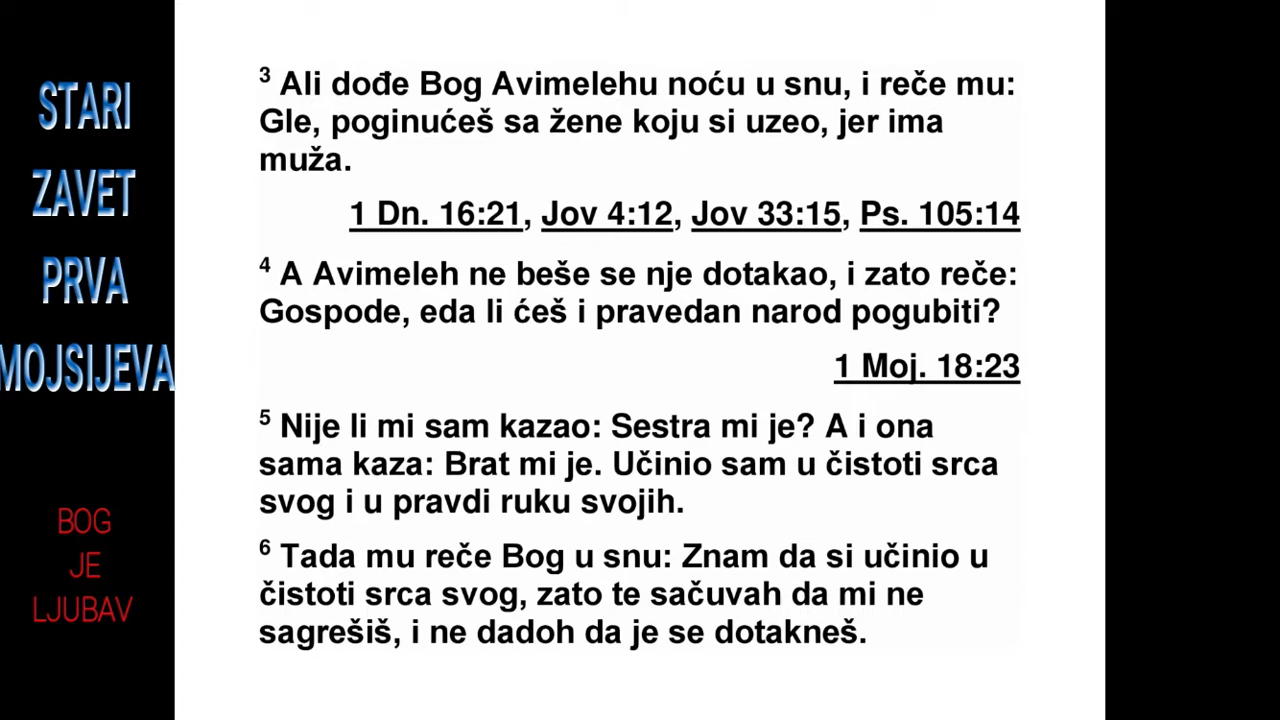 STARI
ZAVET
PRVA
MOJSIJEVA
BOG
JE
LJUBAV
3 Ali dođe Bog Avimelehu noću u snu, i reče mu:
Gle, poginućeš sa žene koju si uzeo, jer ima
muža.
1 Dn. 16:21, Jov 4:12, Jov 33:15, Ps. 105:14
4 A Avimeleh ne beše se nje dotakao, i zato reče:
Gospode, eda li ćeš i pravedan narod pogubiti?
1 Moj. 18:23
5 Nije li mi sam kazao: Sestra mi je? A i ona
sama kaza: Brat mi je. Učinio sam u čistoti srca
svog i u pravdi ruku svojih.
6 Tada mu reče Bog u snu: Znam da si učinio u
čistoti srca svog, zato te sačuvah da mi ne
sagrešiš, i ne dadoh da je se dotakneš.